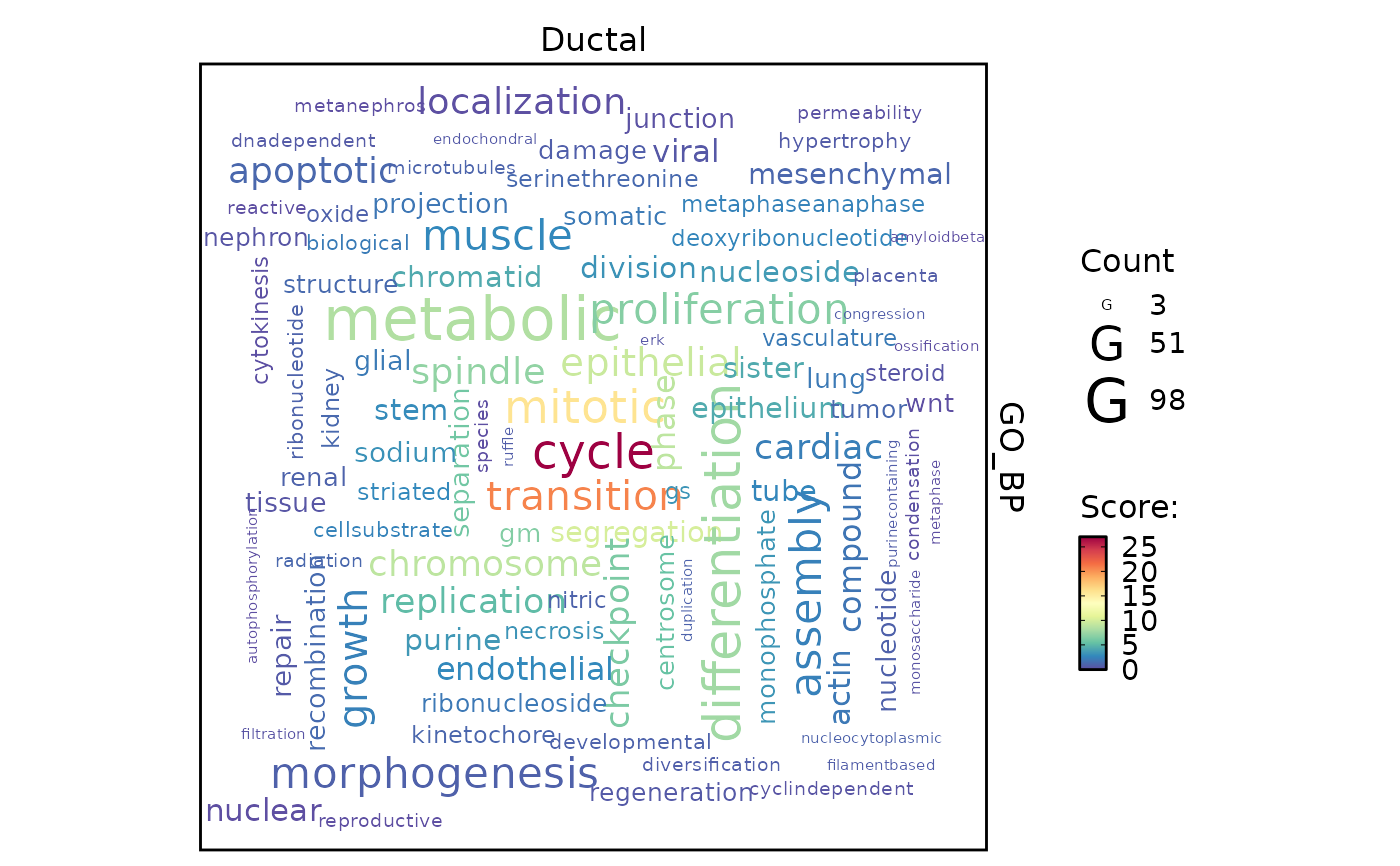 Ductal
metanephros localization junction permeability
dnadependent endochondral damage viral hypertrophy
apoptotic microtubules serinethreonine mesenchymal
reactive oxide projection somatic metaphaseanaphase
nephron biological muscle deoxyribonucleotide amyloidbeta
cytokinesis structure chromatid division nucleoside placenta
metabolic proliferation congression
ribonucleotide erk vasculature ossification
glial spindle epithelial sister lung steroid
kidney stem separation species mitotic phase epithelium tumor wnt
ruffle cycle differentiation cardiac
sodium purinecontaining condensation metaphase
renal striated transition gs tube
tissue assembly compound
cellsubstrate gm segregation monophosphate
autophosphorylation radiation chromosome checkpoint centrosome duplication
recombination growth replication nitric nucleotide monosaccharide
repair purine necrosis actin
endothelial
ribonucleoside
filtration kinetochore developmental nucleocytoplasmic
morphogenesis diversification filamentbased
regeneration cyclindependent
nuclear reproductive
GO_BP
Count
G 3
G 51
G 98
Score:
25
20
15
10
5
0